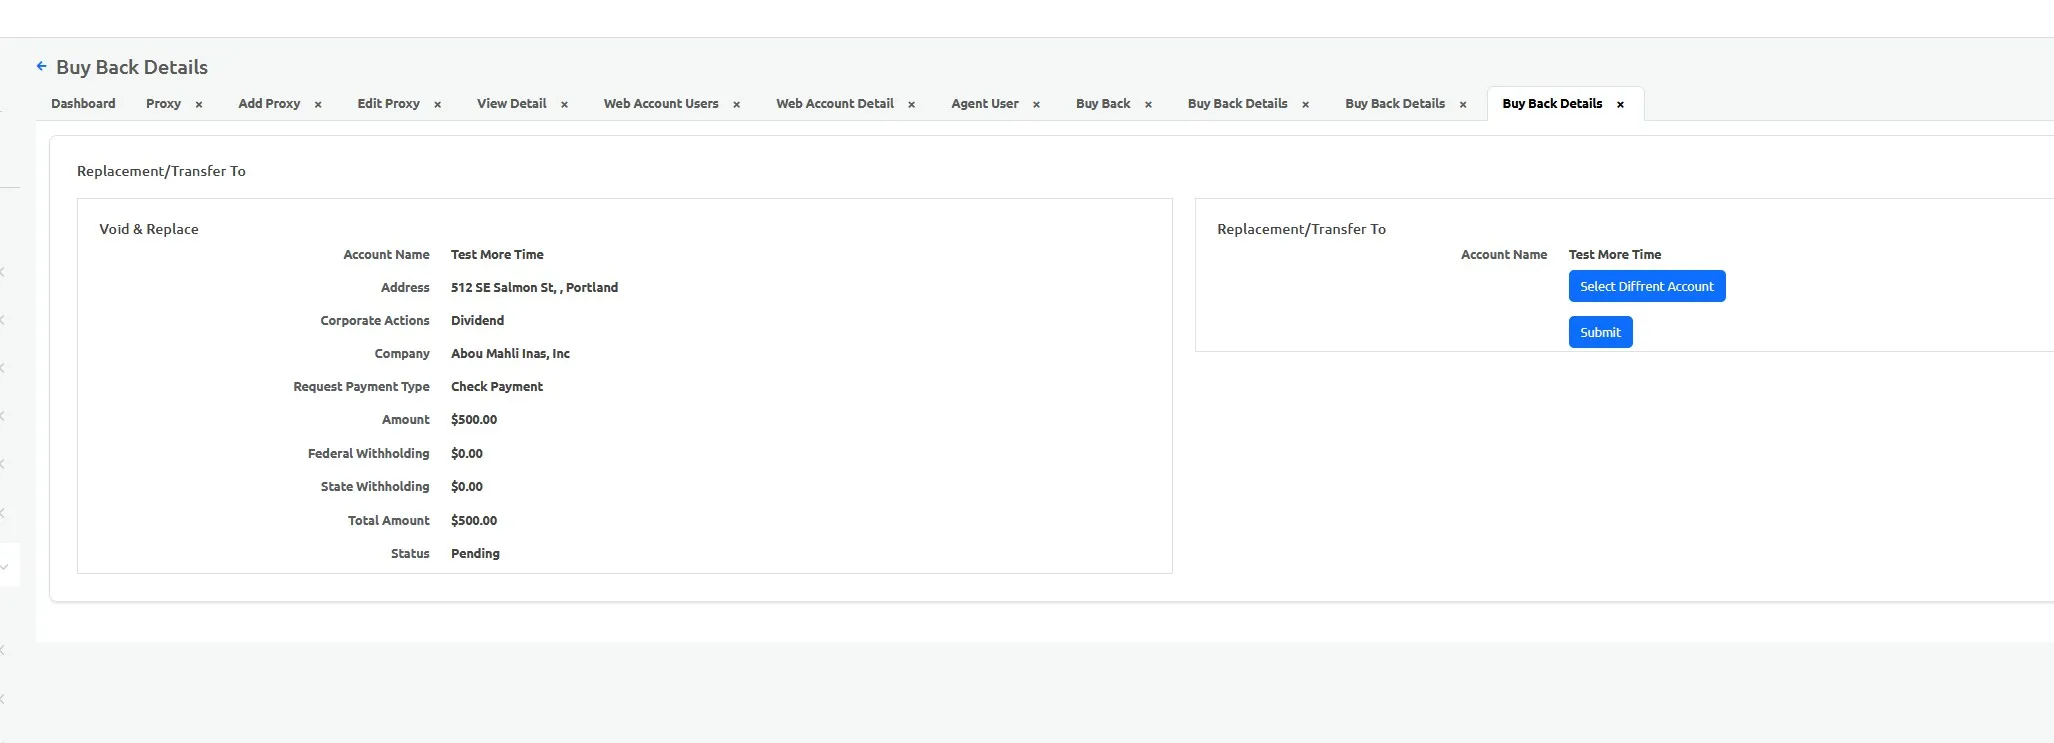 Buy Back Details
Dashboard Proxy × Add Proxy × Edit Proxy × View Detail × Web Account Users × Web Account Detail × Agent User × Buy Back × Buy Back Details × Buy Back Details × Buy Back Details ×
Replacement/Transfer To
Void & Replace
Account Name Test More Time
Address 512 SE Salmon St, , Portland
Corporate Actions Dividend
Company Abou Mahli Inas, Inc
Request Payment Type Check Payment
Amount $500.00
Federal Withholding $0.00
State Withholding $0.00
Total Amount $500.00
Status Pending
Replacement/Transfer To
Account Name Test More Time
Select Diffrent Account
Submit